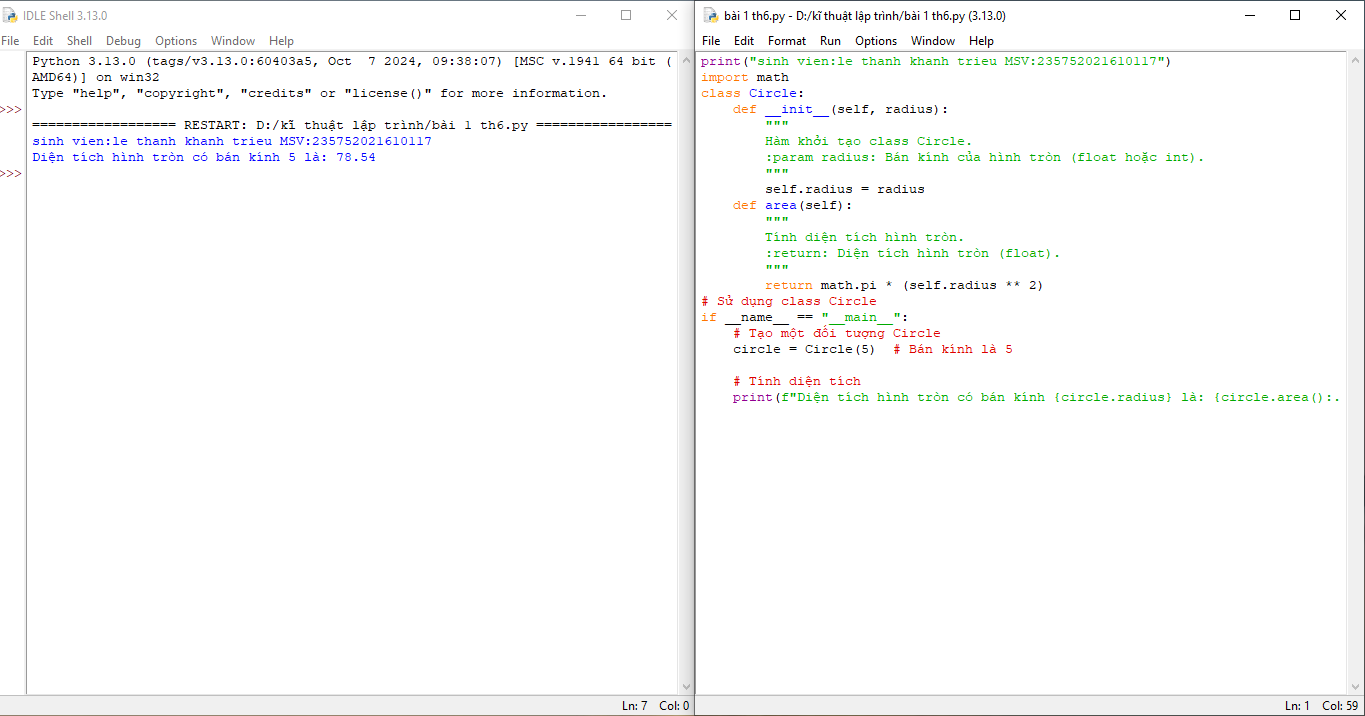 IDLE Shell 3.13.0
File Edit Shell Debug Options Window Help
Python 3.13.0 (tags/v3.13.0:60403a5, Oct  7 2024, 09:38:07) [MSC v.1941 64 bit (
AMD64)] on win32
Type "help", "copyright", "credits" or "license()" for more information.
>>>
================== RESTART: D:/kĩ thuật lập trình/bài 1 th6.py =================
sinh vien:le thanh khanh trieu MSV:235752021610117
Diện tích hình tròn có bán kính 5 là: 78.54
>>>
Ln: 7 Col: 0
bài 1 th6.py - D:/kĩ thuật lập trình/bài 1 th6.py (3.13.0)
File Edit Format Run Options Window Help
print("sinh vien:le thanh khanh trieu MSV:235752021610117")
import math
class Circle:
    def __init__(self, radius):
        """
        Hàm khởi tạo class Circle.
        :param radius: Bán kính của hình tròn (float hoặc int).
        """
        self.radius = radius
    def area(self):
        """
        Tính diện tích hình tròn.
        :return: Diện tích hình tròn (float).
        """
        return math.pi * (self.radius ** 2)
# Sử dụng class Circle
if __name__ == "__main__":
    # Tạo một đối tượng Circle
    circle = Circle(5)  # Bán kính là 5
    # Tính diện tích
    print(f"Diện tích hình tròn có bán kính {circle.radius} là: {circle.area():.
Ln: 1 Col: 59